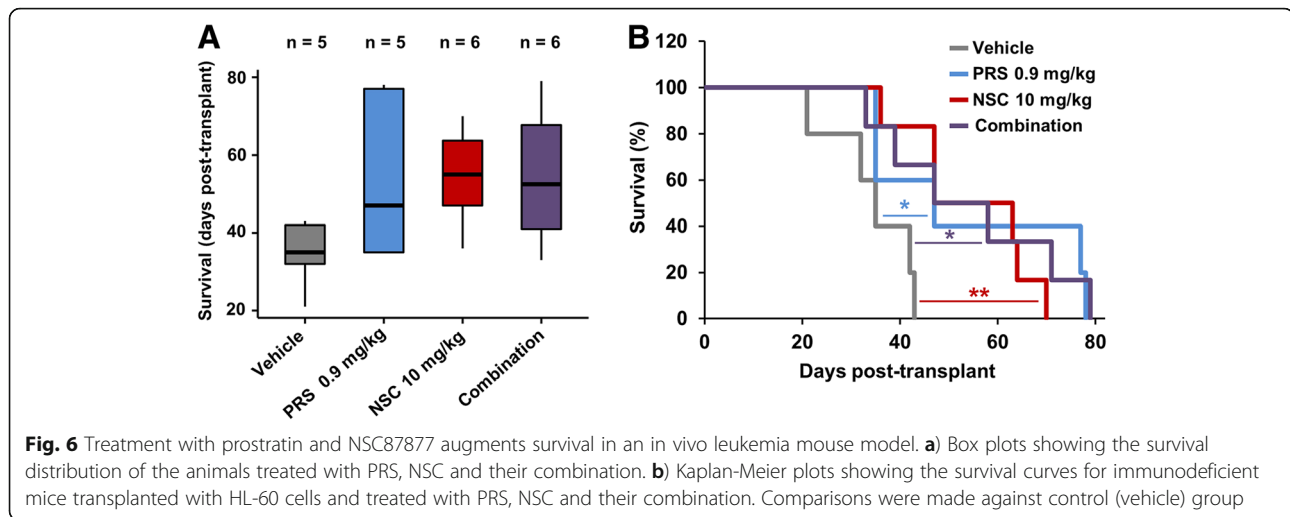 A
n = 5 n = 5 n = 6 n = 6
Survival (days post-transplant)
80
60
40
20
Vehicle
PRS 0.9 mg/kg
NSC 10 mg/kg
Combination
B
Vehicle
PRS 0.9 mg/kg
NSC 10 mg/kg
Combination
Survival (%)
100
80
60
40
20
0
*
*
**
0 20 40 60 80
Days post-transplant
Fig. 6 Treatment with prostratin and NSC87877 augments survival in an in vivo leukemia mouse model. a) Box plots showing the survival
distribution of the animals treated with PRS, NSC and their combination. b) Kaplan-Meier plots showing the survival curves for immunodeficient
mice transplanted with HL-60 cells and treated with PRS, NSC and their combination. Comparisons were made against control (vehicle) group